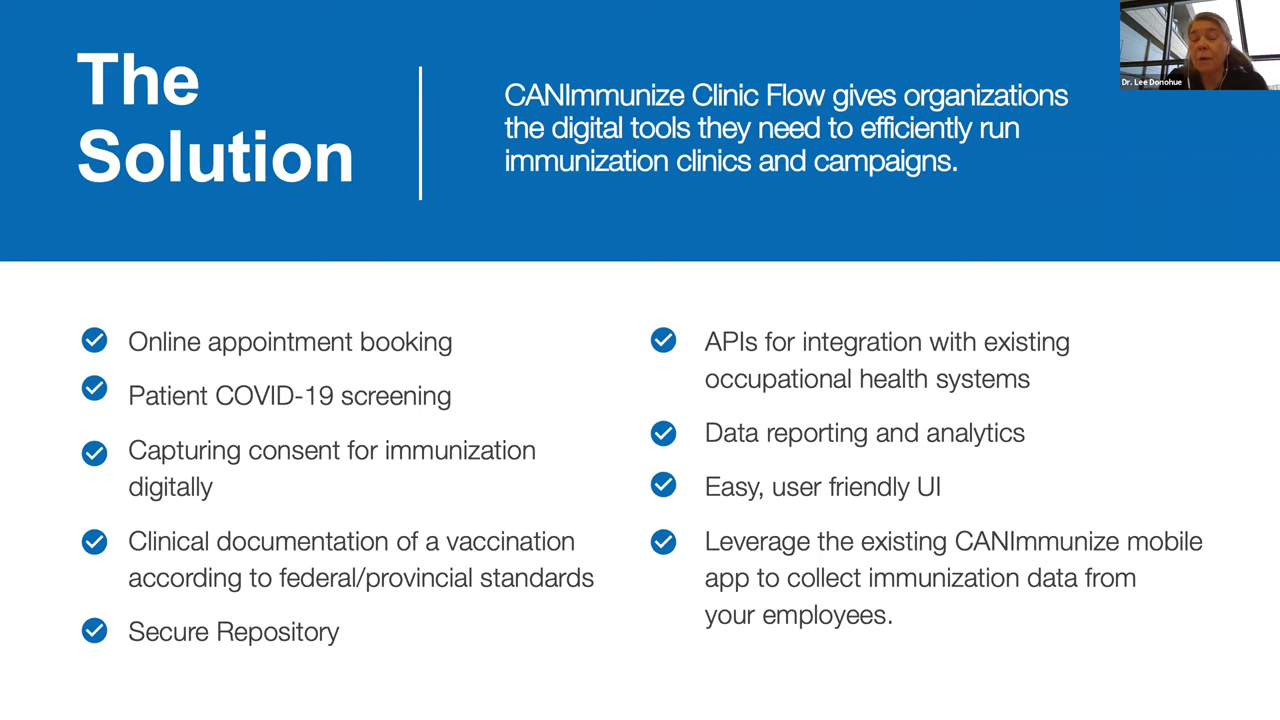 The
Solution
CANImmunize Clinic Flow gives organizations
the digital tools they need to efficiently run
immunization clinics and campaigns.
Dr. Lee Donohue
Online appointment booking
Patient COVID-19 screening
Capturing consent for immunization
digitally
Clinical documentation of a vaccination
according to federal/provincial standards
Secure Repository
APIs for integration with existing
occupational health systems
Data reporting and analytics
Easy, user friendly UI
Leverage the existing CANImmunize mobile
app to collect immunization data from
your employees.